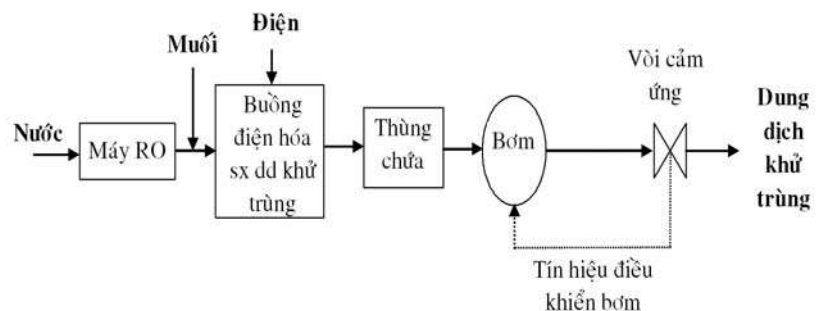 Nước
Máy RO
Muối
Điện
Buồng
điện hóa
sx dd khử
trùng
Thùng
chứa
Bơm
Vòi cảm
ứng
Dung
dịch
khử
trùng
Tín hiệu điều
khiển bơm